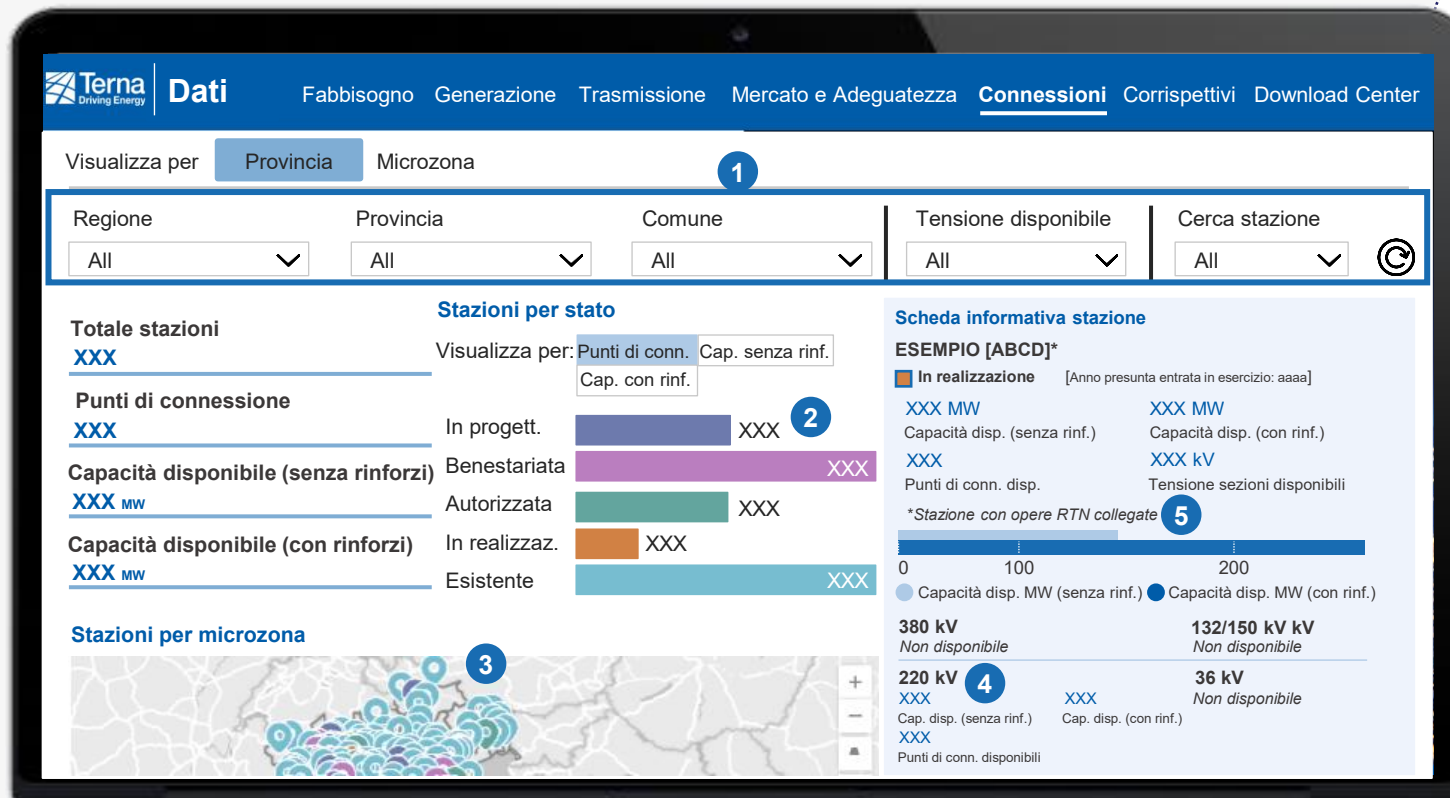 Terna
Driving Energy
Dati
Fabbisogno Generazione Trasmissione Mercato e Adeguatezza Connessioni Corrispettivi Download Center
Visualizza per Provincia Microzona
1
Regione Provincia Comune Tensione disponibile Cerca stazione
All All All All All
Totale stazioni
XXX
Punti di connessione
XXX
Capacità disponibile (senza rinforzi)
XXX MW
Capacità disponibile (con rinforzi)
XXX MW
Stazioni per stato
Visualizza per: Punti di conn. Cap. senza rinf.
Cap. con rinf.
In progett. XXX 2
Benestariata XXX
Autorizzata XXX
In realizzaz. XXX
Esistente XXX
Stazioni per microzona
3
+
−
Scheda informativa stazione
ESEMPIO [ABCD]*
In realizzazione [Anno presunta entrata in esercizio: aaaa]
XXX MW XXX MW
Capacità disp. (senza rinf.) Capacità disp. (con rinf.)
XXX XXX kV
Punti di conn. disp. Tensione sezioni disponibili
*Stazione con opere RTN collegate 5
0 100 200
Capacità disp. MW (senza rinf.) Capacità disp. MW (con rinf.)
380 kV 132/150 kV kV
Non disponibile Non disponibile
220 kV 4 36 kV
XXX XXX Non disponibile
Cap. disp. (senza rinf.) Cap. disp. (con rinf.)
XXX
Punti di conn. disponibili